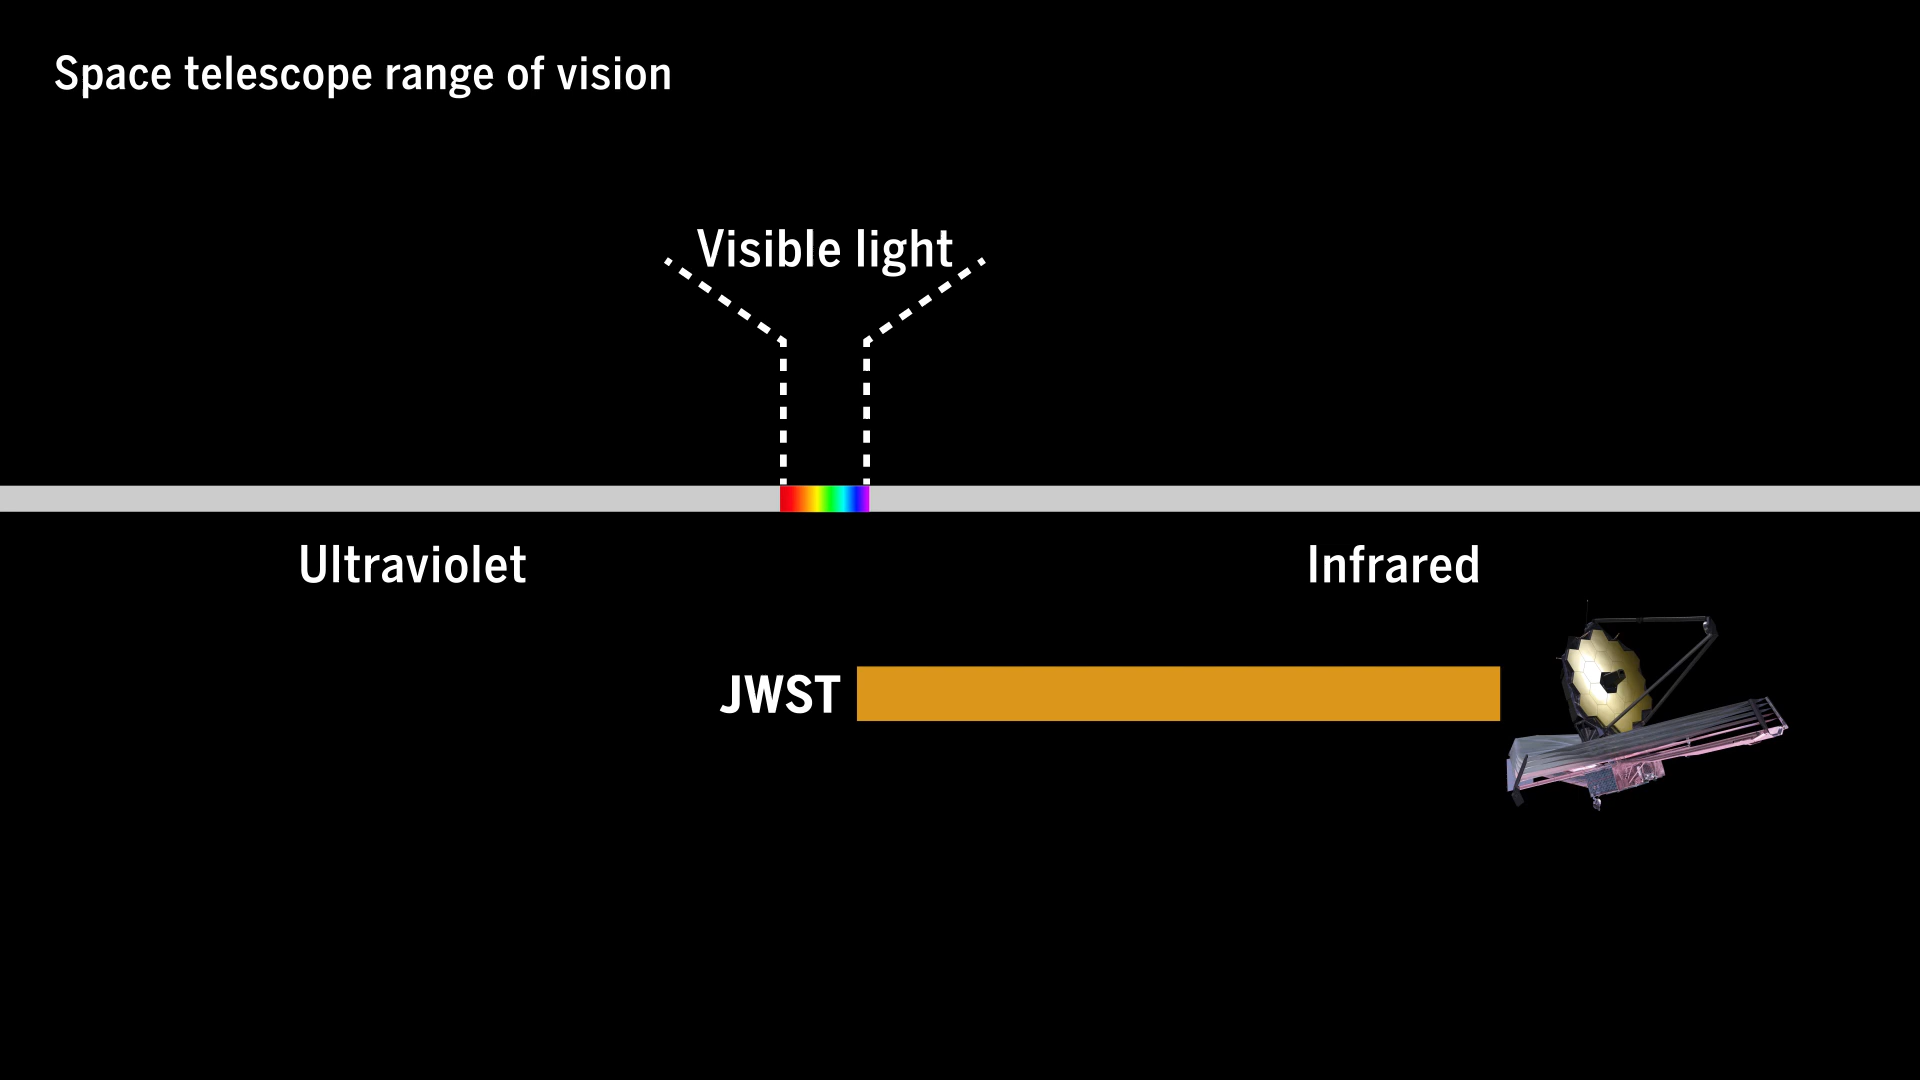 Space telescope range of vision
Visible light
Ultraviolet
Infrared
JWST